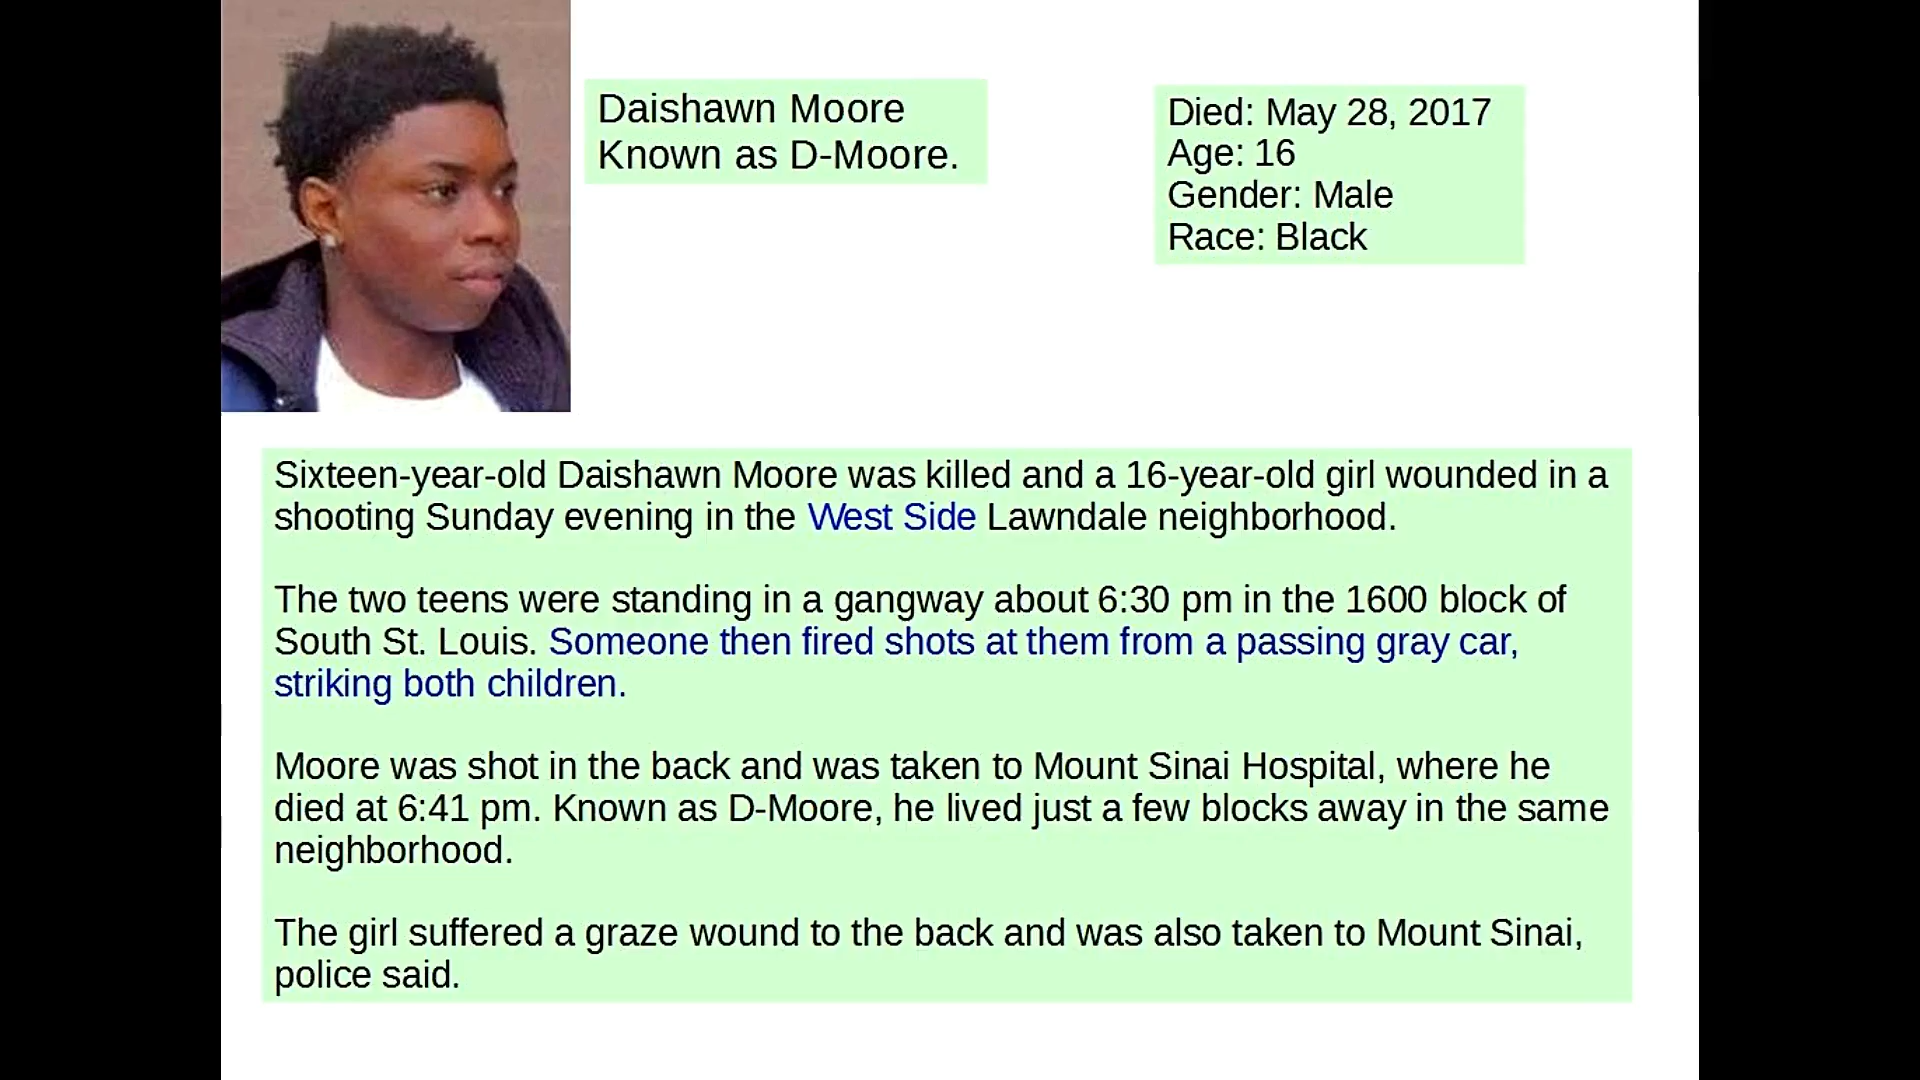 Daishawn Moore
Known as D-Moore.
Died: May 28, 2017
Age: 16
Gender: Male
Race: Black
Sixteen-year-old Daishawn Moore was killed and a 16-year-old girl wounded in a
shooting Sunday evening in the West Side Lawndale neighborhood.
The two teens were standing in a gangway about 6:30 pm in the 1600 block of
South St. Louis. Someone then fired shots at them from a passing gray car,
striking both children.
Moore was shot in the back and was taken to Mount Sinai Hospital, where he
died at 6:41 pm. Known as D-Moore, he lived just a few blocks away in the same
neighborhood.
The girl suffered a graze wound to the back and was also taken to Mount Sinai,
police said.